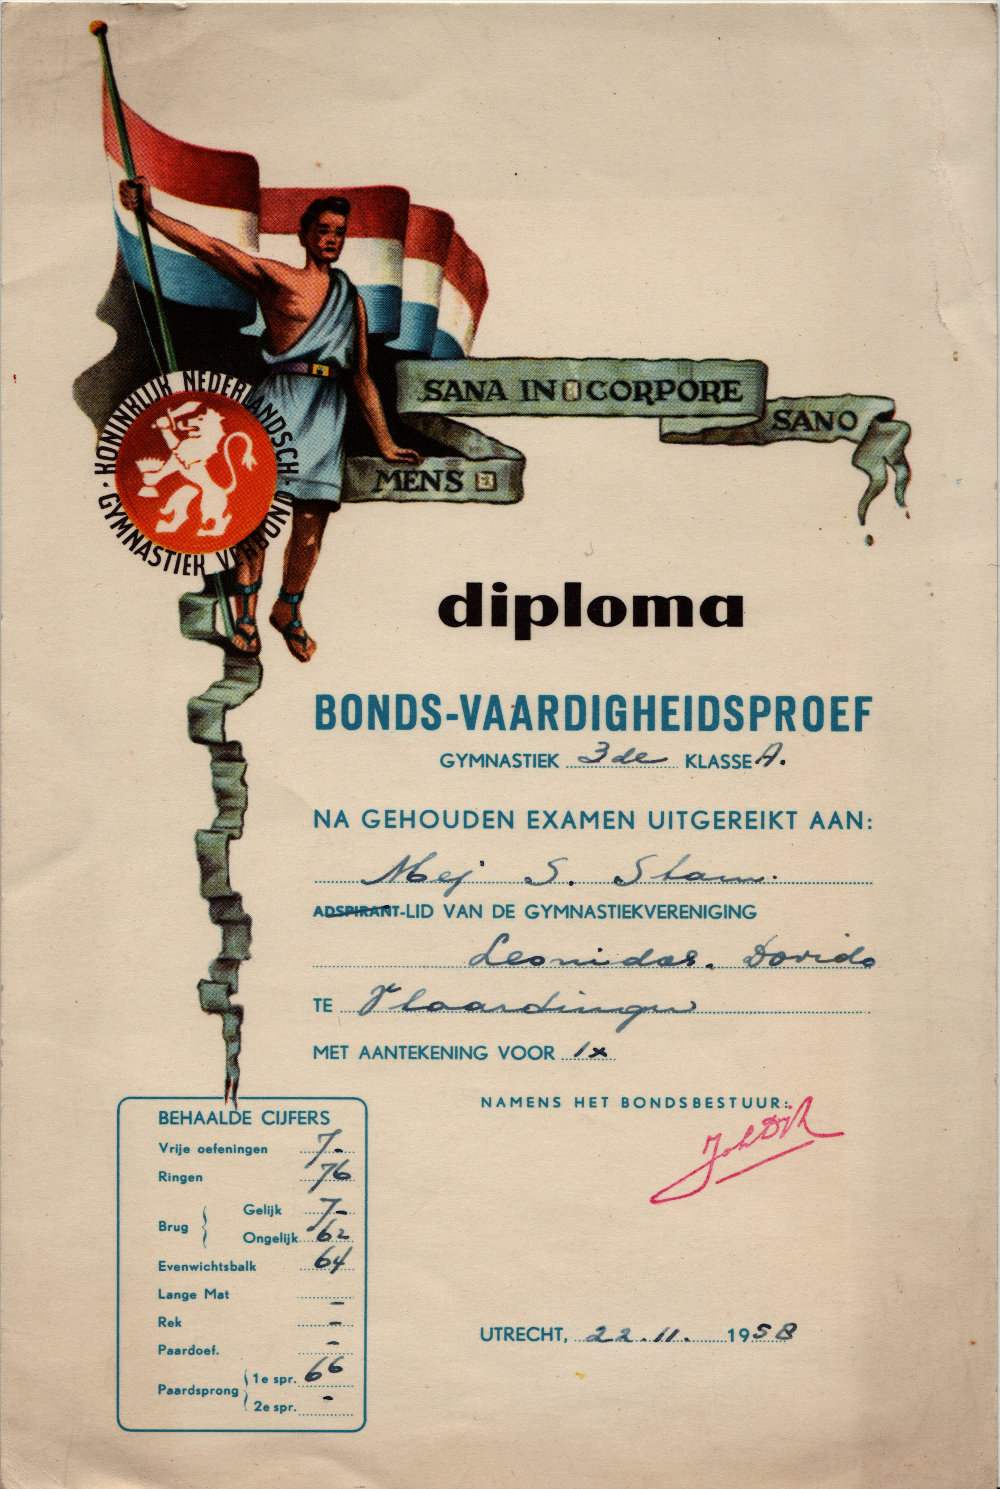 KONINKLIJK NEDERLANDSCH
GYMNASTIEK VERBOND
SANA IN CORPORE
SANO
MENS
diploma
BONDS-VAARDIGHEIDSPROEF
GYMNASTIEK 3de KLASSE A.
NA GEHOUDEN EXAMEN UITGEREIKT AAN:
Mej S. Stam.
ADSPIRANT-LID VAN DE GYMNASTIEKVERENIGING
Leonidas.
TE Vlaardingen
MET AANTEKENING VOOR 1x
NAMENS HET BONDSBESTUUR:
BEHAALDE CIJFERS
Vrije oefeningen 7-
Ringen 76
Brug Gelijk 7-
Ongelijk 62
Evenwichtsbalk 64
Lange Mat -
Rek -
Paardoef. -
Paardsprong 1e spr. 66
2e spr. -
UTRECHT, 22.11. 1958